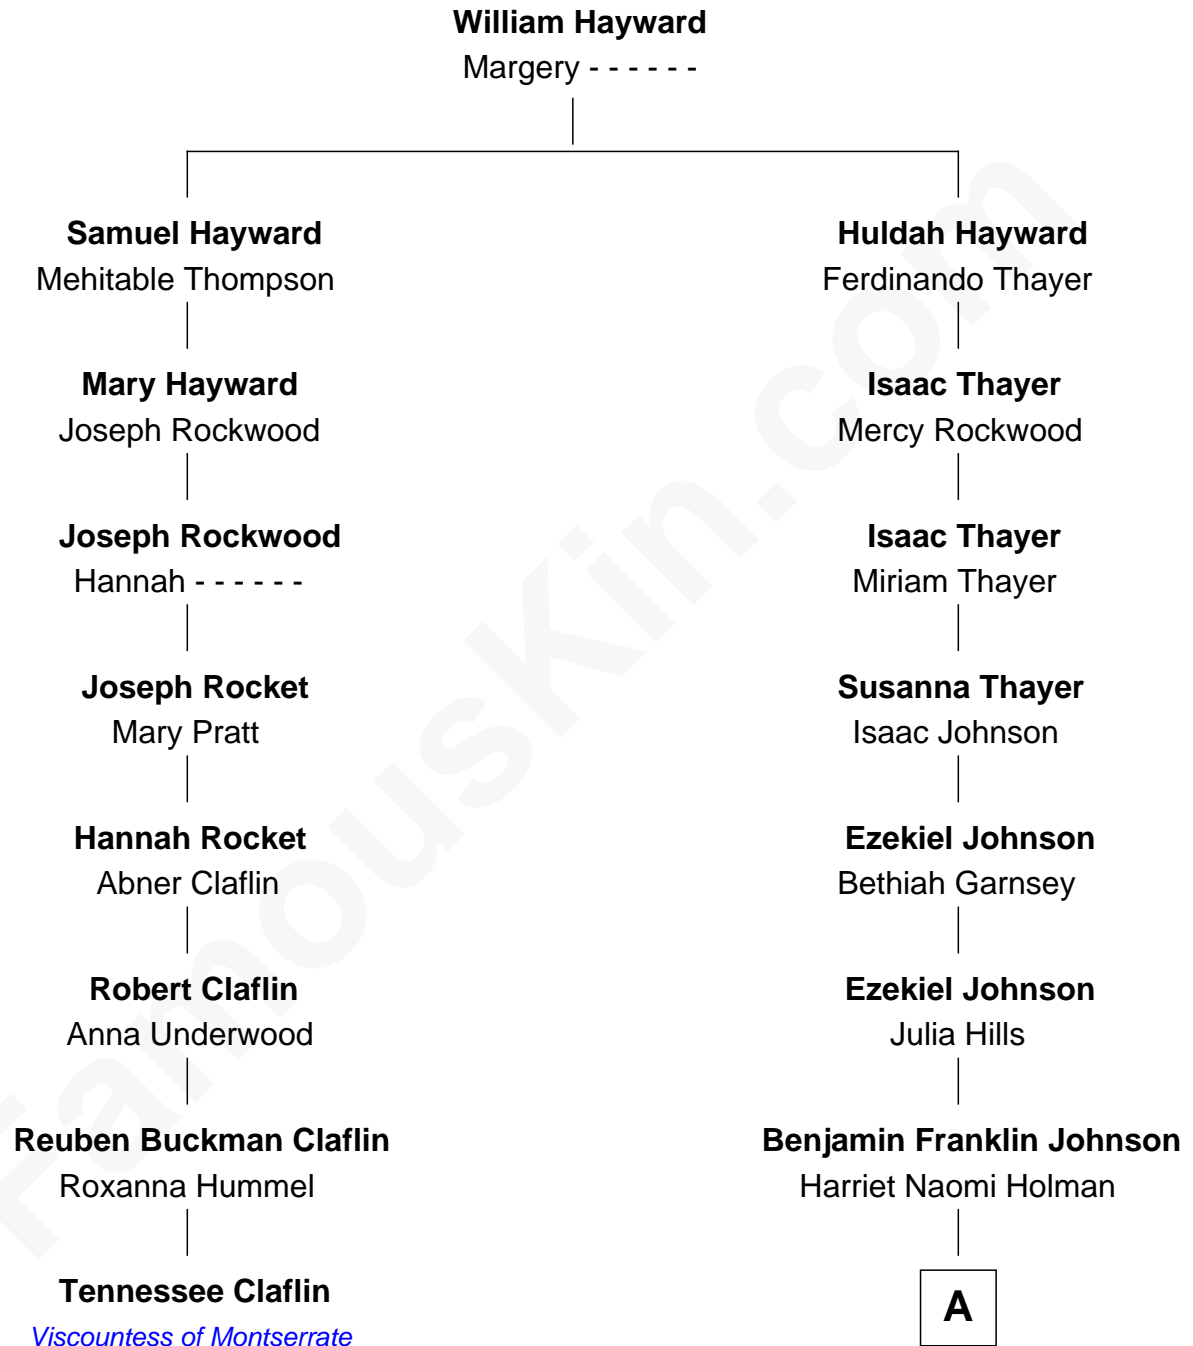 William Hayward
Margery - - - - - -
Samuel Hayward
Mehitable Thompson
Huldah Hayward
Ferdinando Thayer
Mary Hayward
Joseph Rockwood
Isaac Thayer
Mercy Rockwood
Joseph Rockwood
Hannah - - - - - -
Isaac Thayer
Miriam Thayer
Joseph Rocket
Mary Pratt
Susanna Thayer
Isaac Johnson
Hannah Rocket
Abner Claflin
Ezekiel Johnson
Bethiah Garnsey
Robert Claflin
Anna Underwood
Ezekiel Johnson
Julia Hills
Reuben Buckman Claflin
Roxanna Hummel
Benjamin Franklin Johnson
Harriet Naomi Holman
Tennessee Claflin
Viscountess of Montserrate
A
FamousKin.com